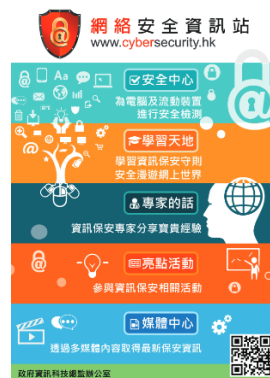 網絡安全資訊站
www.cybersecurity.hk
Aa
安全中心
為電腦及流動裝置
進行安全檢測
學習天地
學習資訊保安守則
安全漫遊網上世界
專家的話
資訊保安專家分享寶貴經驗
亮點活動
參與資訊保安相關活動
媒體中心
透過多媒體內容取得最新保安資訊
政府資訊科技總監辦公室